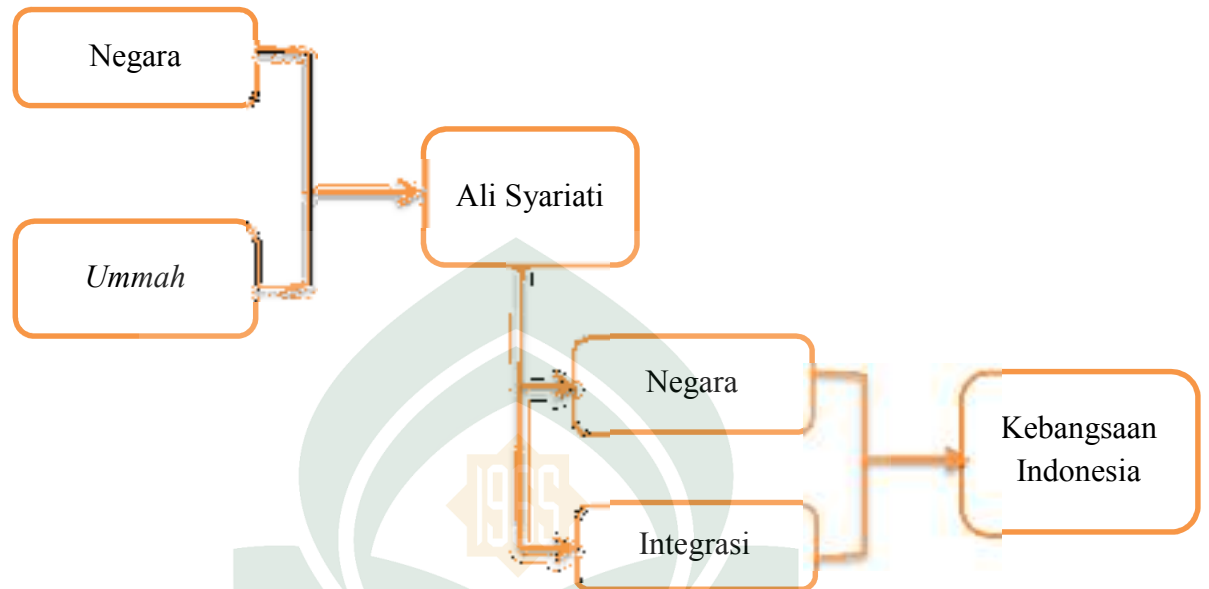 Negara
Ummah
Ali Syariati
Negara
Integrasi
Kebangsaan
Indonesia